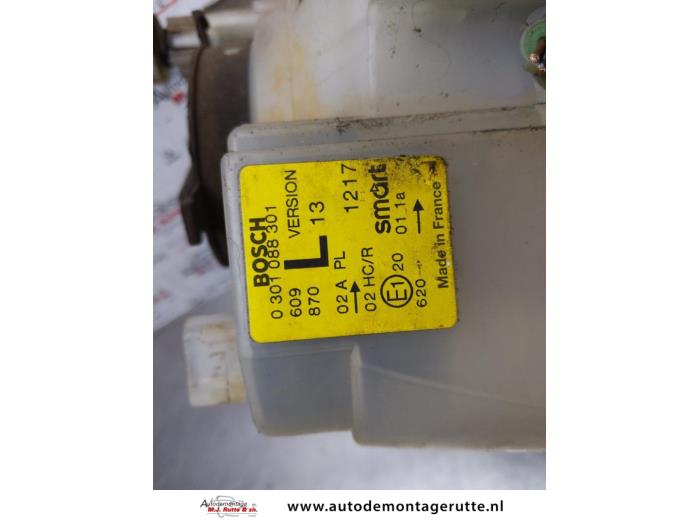 BOSCH
0 301 088 301
609 VERSION
870 L 13
02 A PL 1217
02 HC/R smart
E1 20 01 1a
620
Made in France
Autodemontage
M.J. Rutte & zn.
www.autodemontagerutte.nl